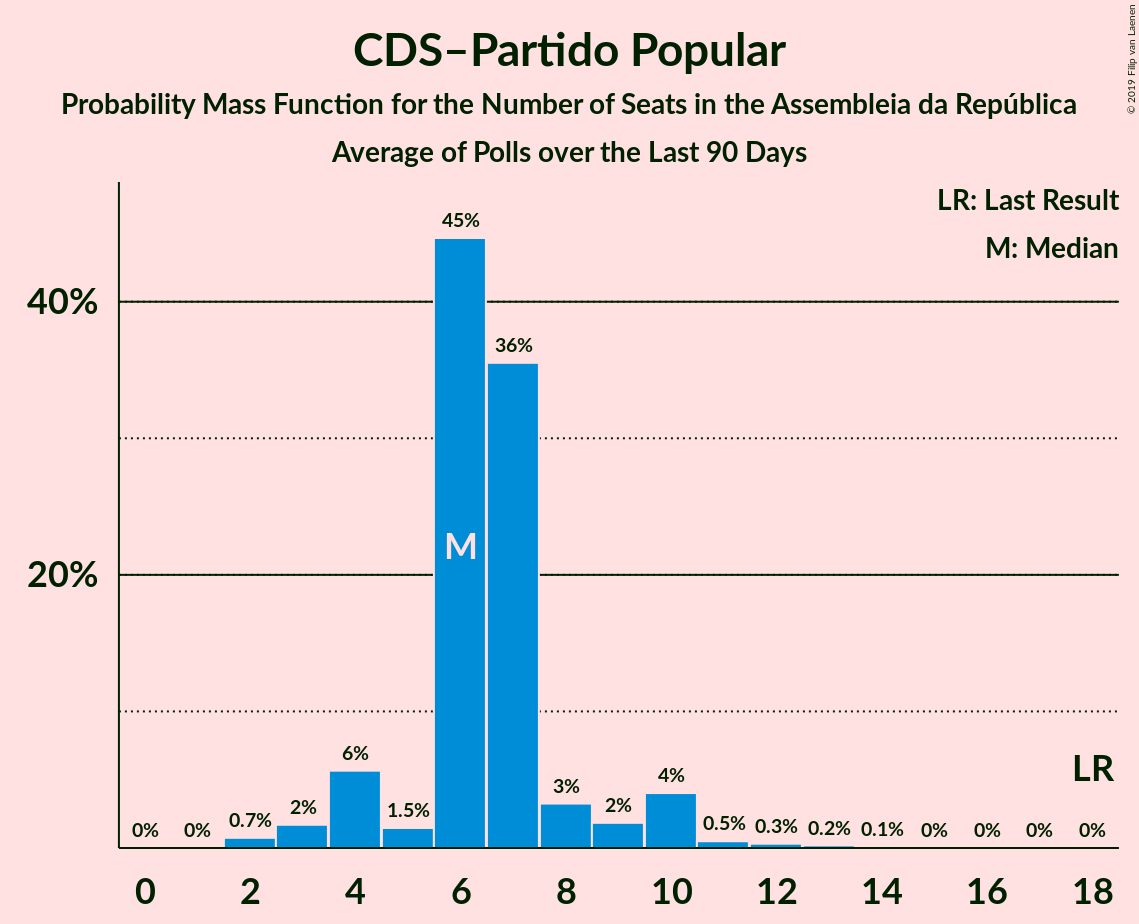 CDS–Partido Popular
Probability Mass Function for the Number of Seats in the Assembleia da República
Average of Polls over the Last 90 Days
© 2019 Filip van Laenen
LR: Last Result
M: Median
45%
40%
36%
M
20%
LR
6%
4%
3%
2%
2%
1.5%
0.7%
0.5%
0.3%
0.2%
0.1%
0%
0%
0%
0%
0%
0%
0 2 4 6 8 10 12 14 16 18